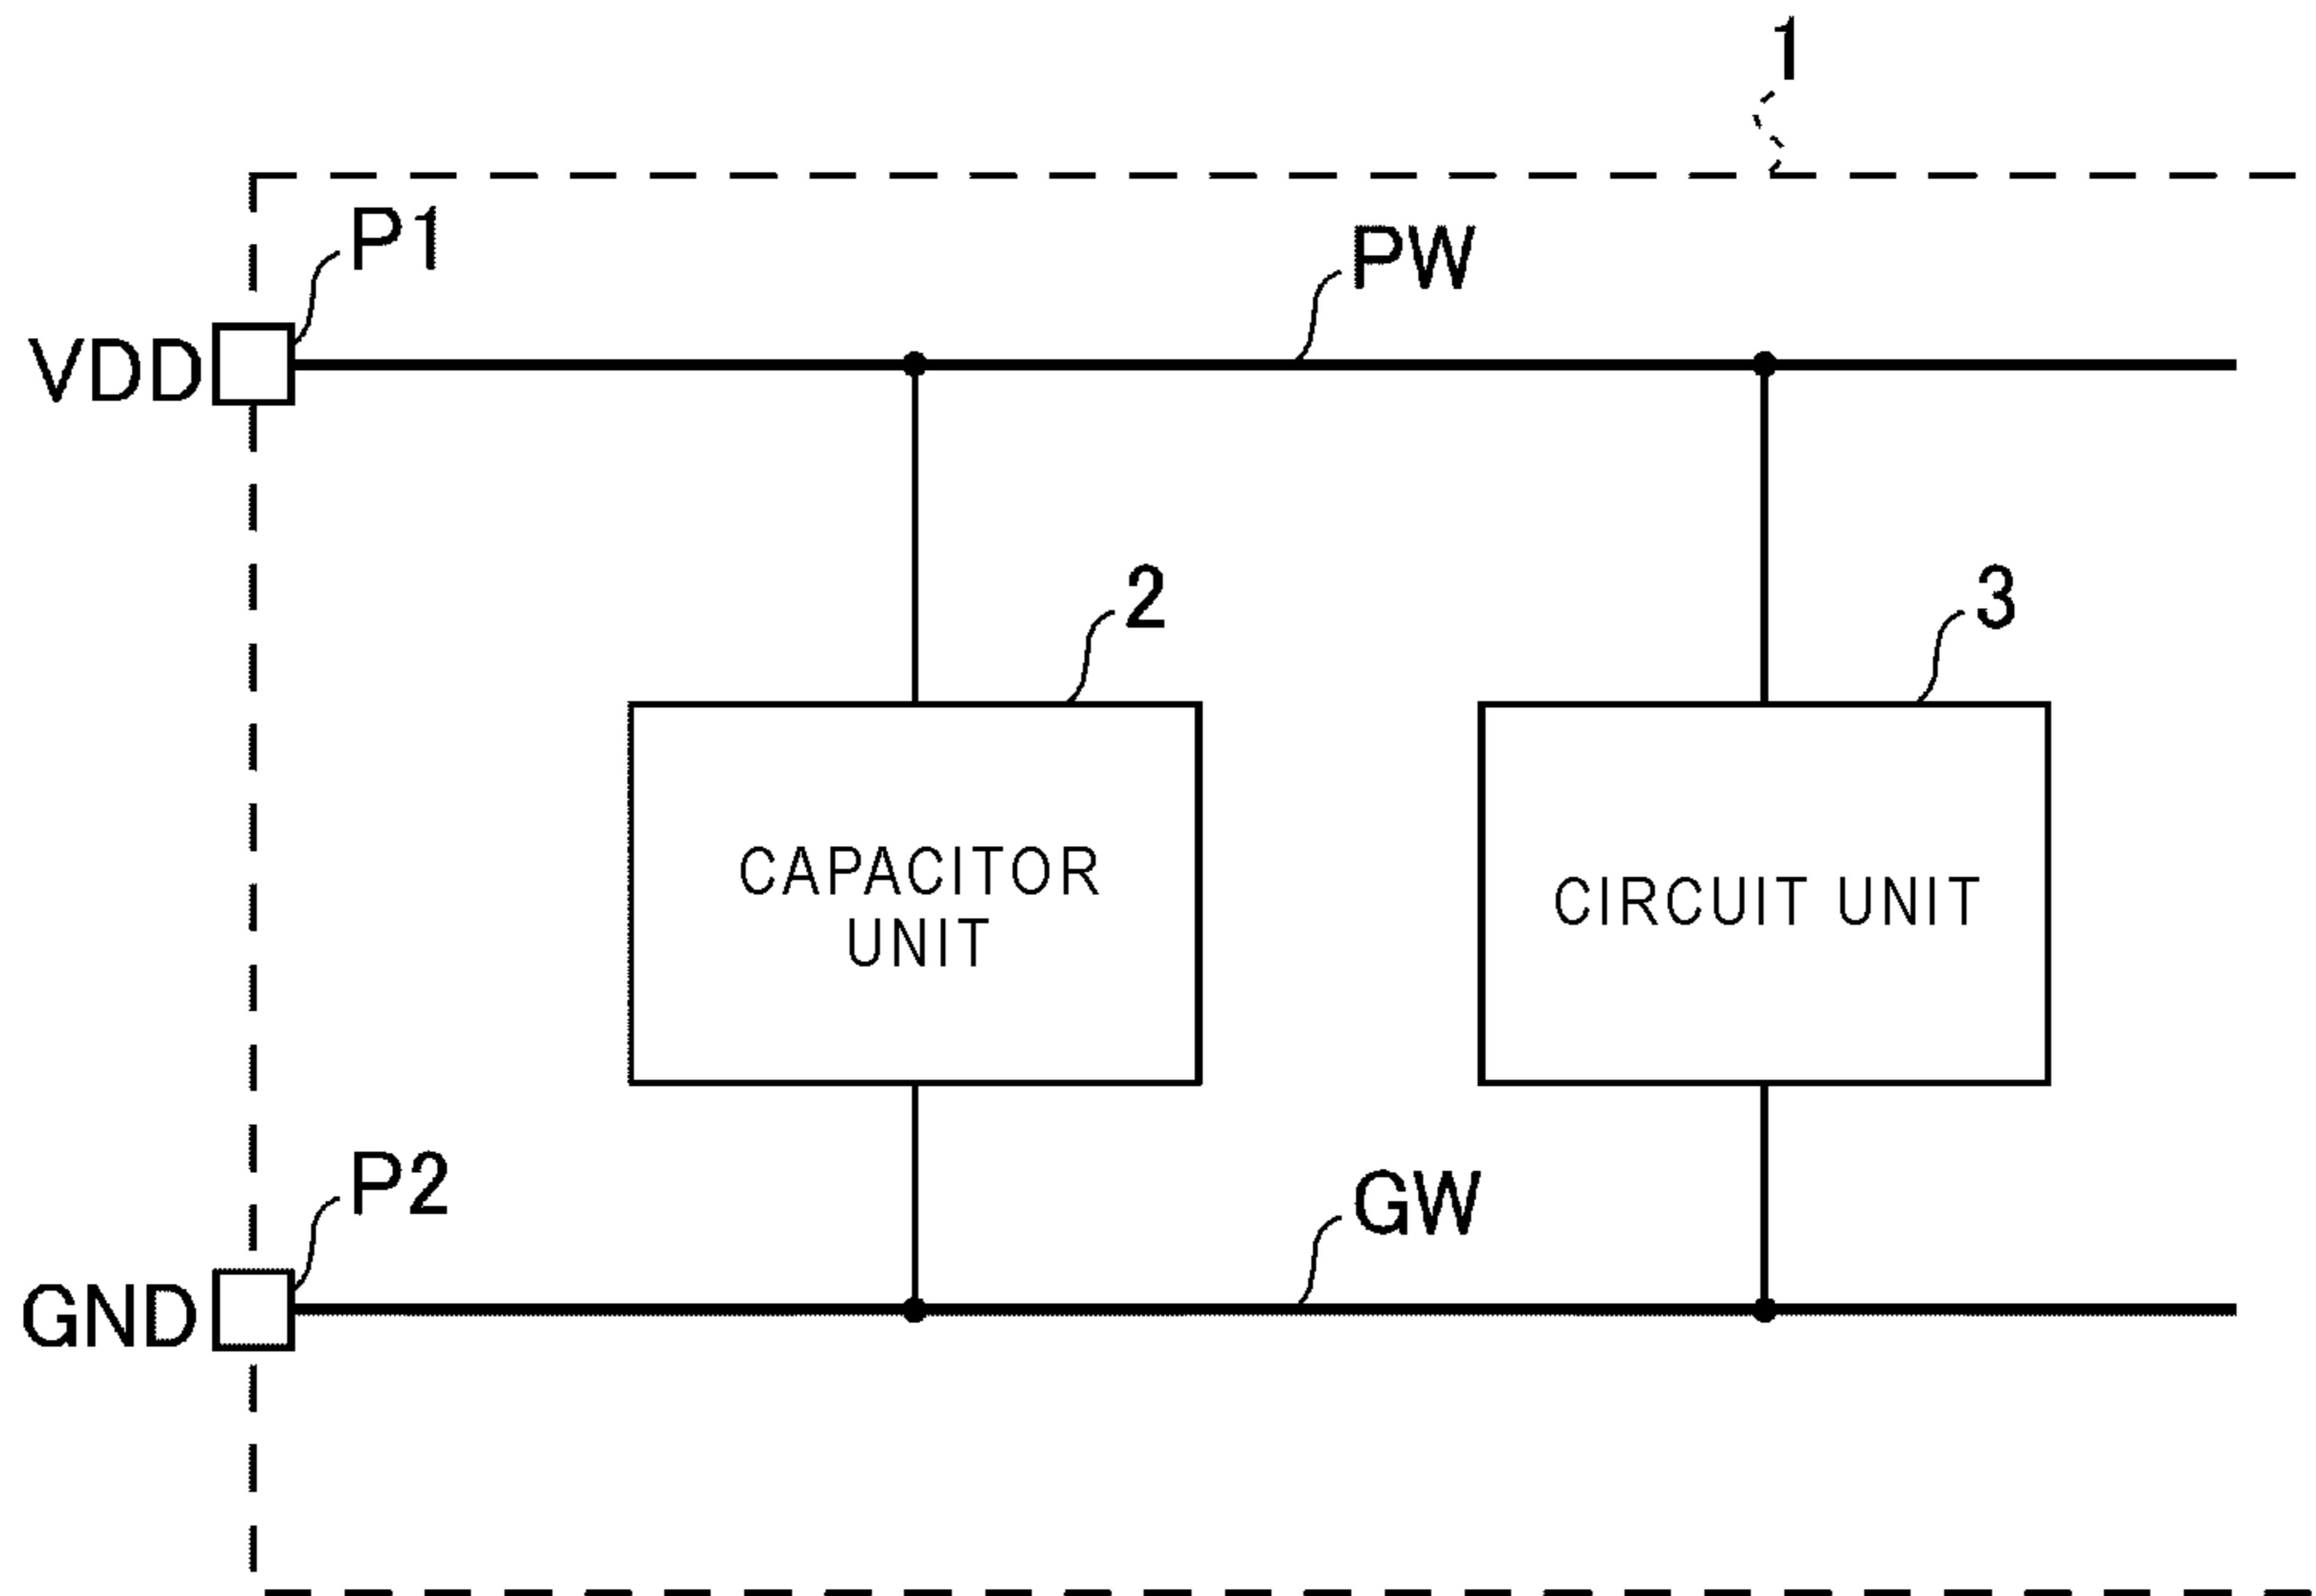 1
P1
PW
VDD
2
3
CAPACITOR
UNIT
CIRCUIT UNIT
P2
GW
GND